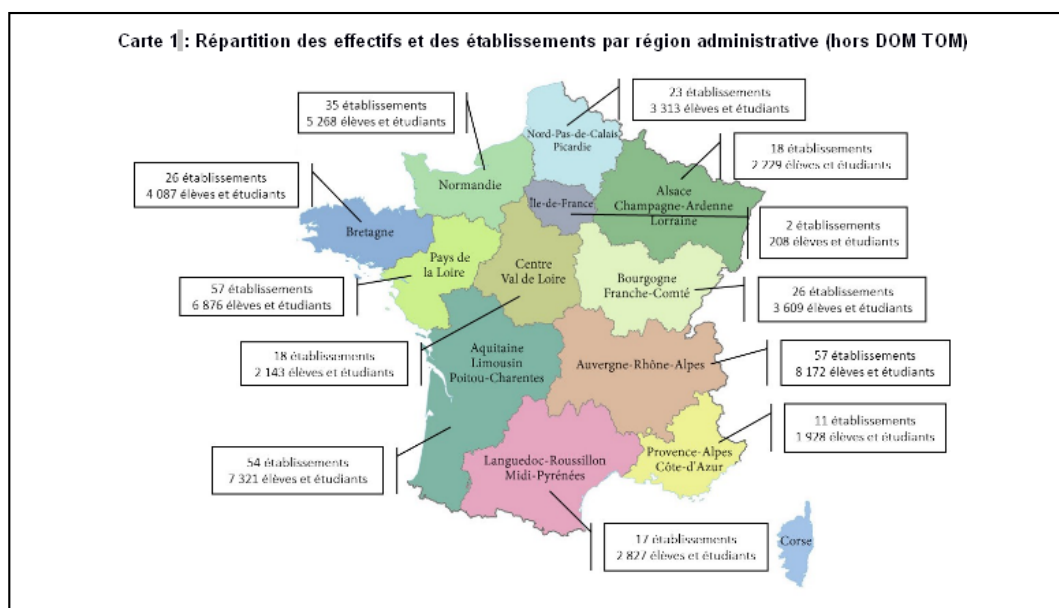 Carte 1 : Répartition des effectifs et des établissements par région administrative (hors DOM TOM)
35 établissements
5 268 élèves et étudiants
23 établissements
3 313 élèves et étudiants
Nord-Pas-de-Calais
Picardie
18 établissements
2 229 élèves et étudiants
26 établissements
4 087 élèves et étudiants
Normandie
Île-de-France
Alsace
Champagne-Ardenne
Lorraine
2 établissements
208 élèves et étudiants
Bretagne
Pays de
la Loire
Centre
Val de Loire
Bourgogne
Franche-Comté
57 établissements
6 876 élèves et étudiants
26 établissements
3 609 élèves et étudiants
18 établissements
2 143 élèves et étudiants
Aquitaine
Limousin
Poitou-Charentes
Auvergne-Rhône-Alpes
57 établissements
8 172 élèves et étudiants
11 établissements
1 928 élèves et étudiants
54 établissements
7 321 élèves et étudiants
Languedoc-Roussillon
Midi-Pyrénées
Provence-Alpes
Côte-d'Azur
17 établissements
2 827 élèves et étudiants
Corse